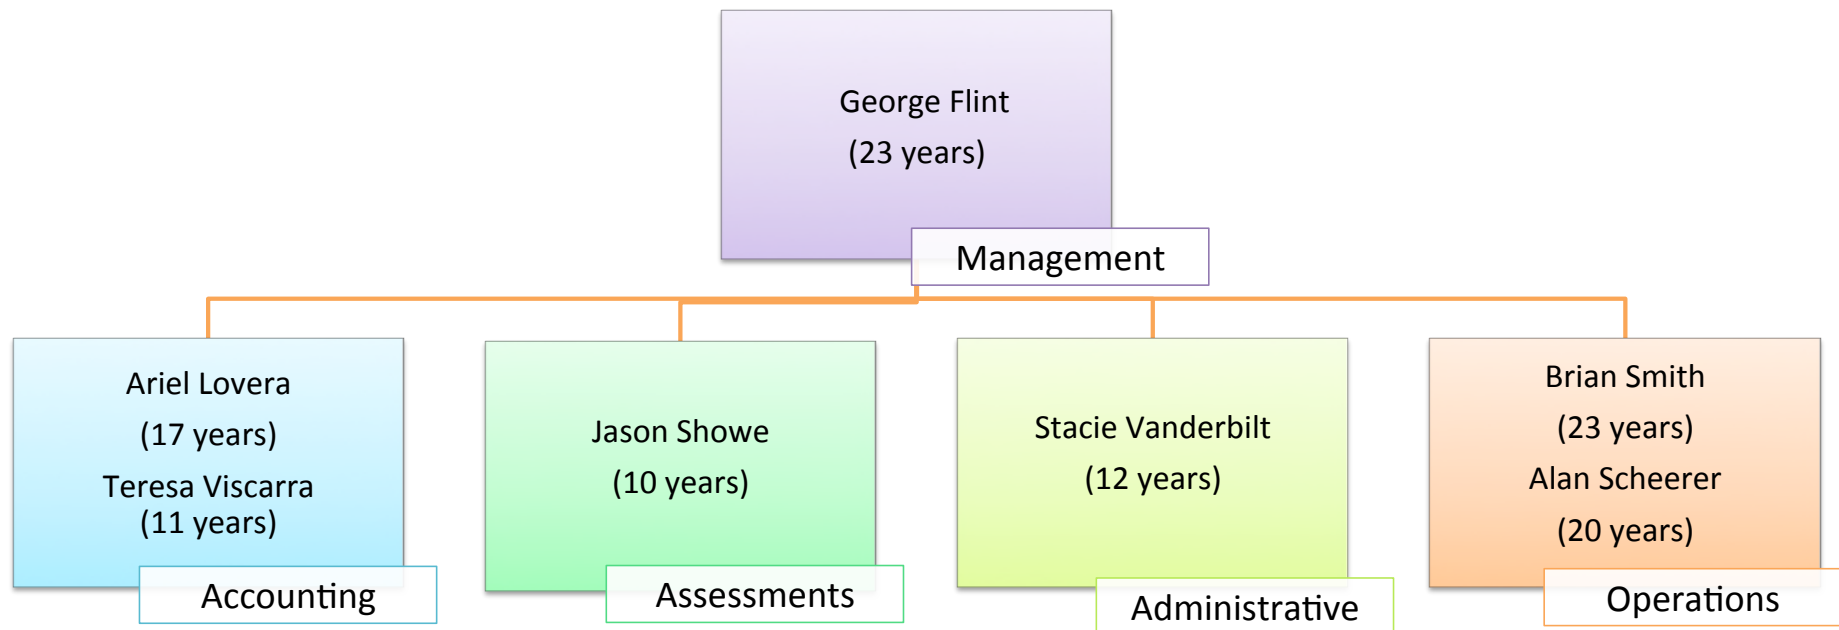 George Flint
(23 years)
Management
Ariel Lovera
(17 years)
Teresa Viscarra
(11 years)
Accounting
Jason Showe
(10 years)
Assessments
Stacie Vanderbilt
(12 years)
Administrative
Brian Smith
(23 years)
Alan Scheerer
(20 years)
Operations